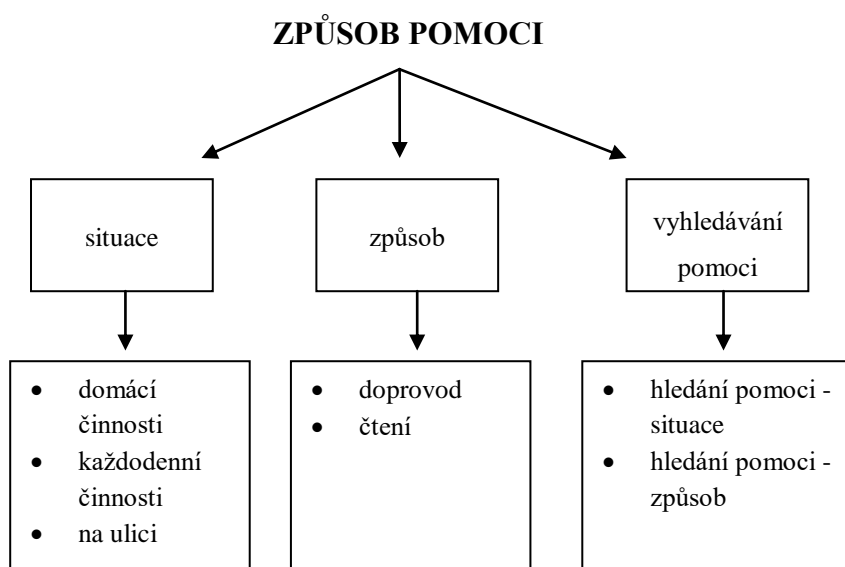 ZPŮSOB POMOCI
situace
způsob
vyhledávání
pomoci
• domácí
činnosti
• každodenní
činnosti
• na ulici
• doprovod
• čtení
• hledání pomoci -
situace
• hledání pomoci -
způsob